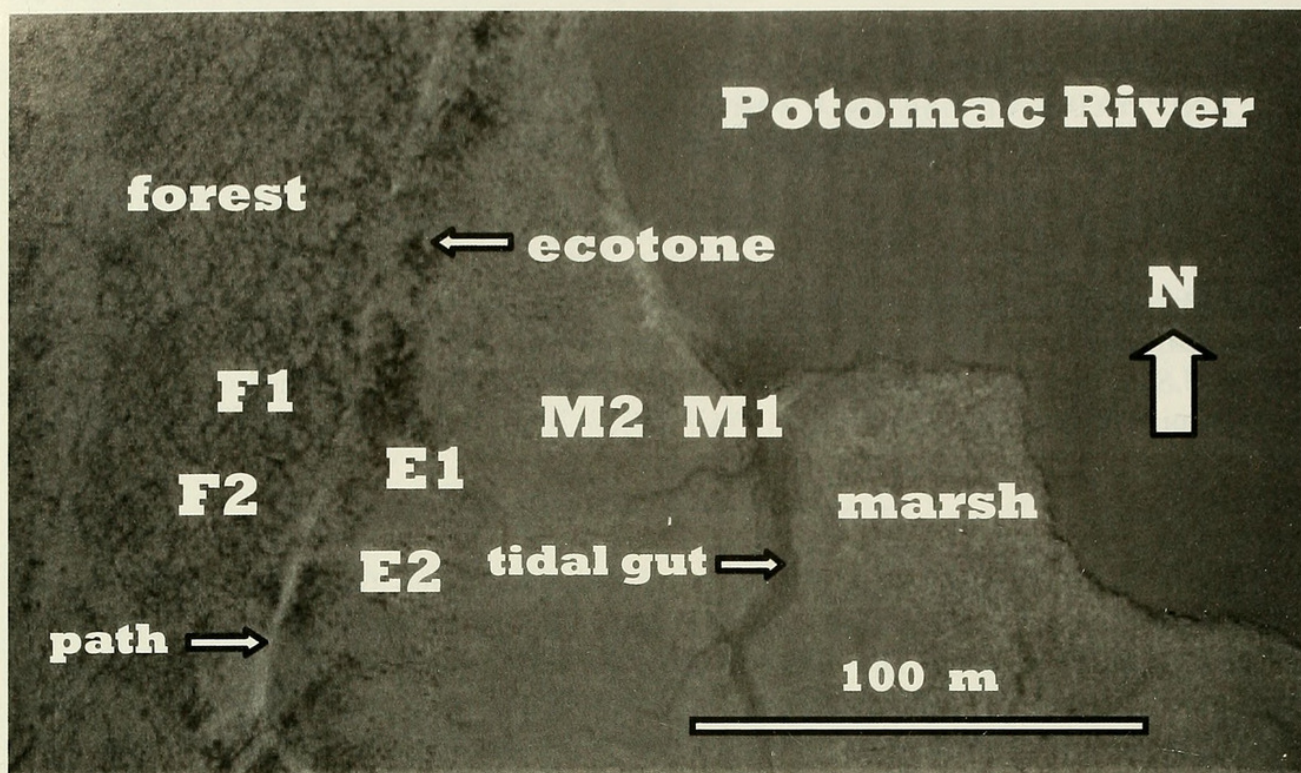 Potomac River
forest
ecotone
N
F1
M2 M1
E1
F2
marsh
tidal gut
E2
path
100 m